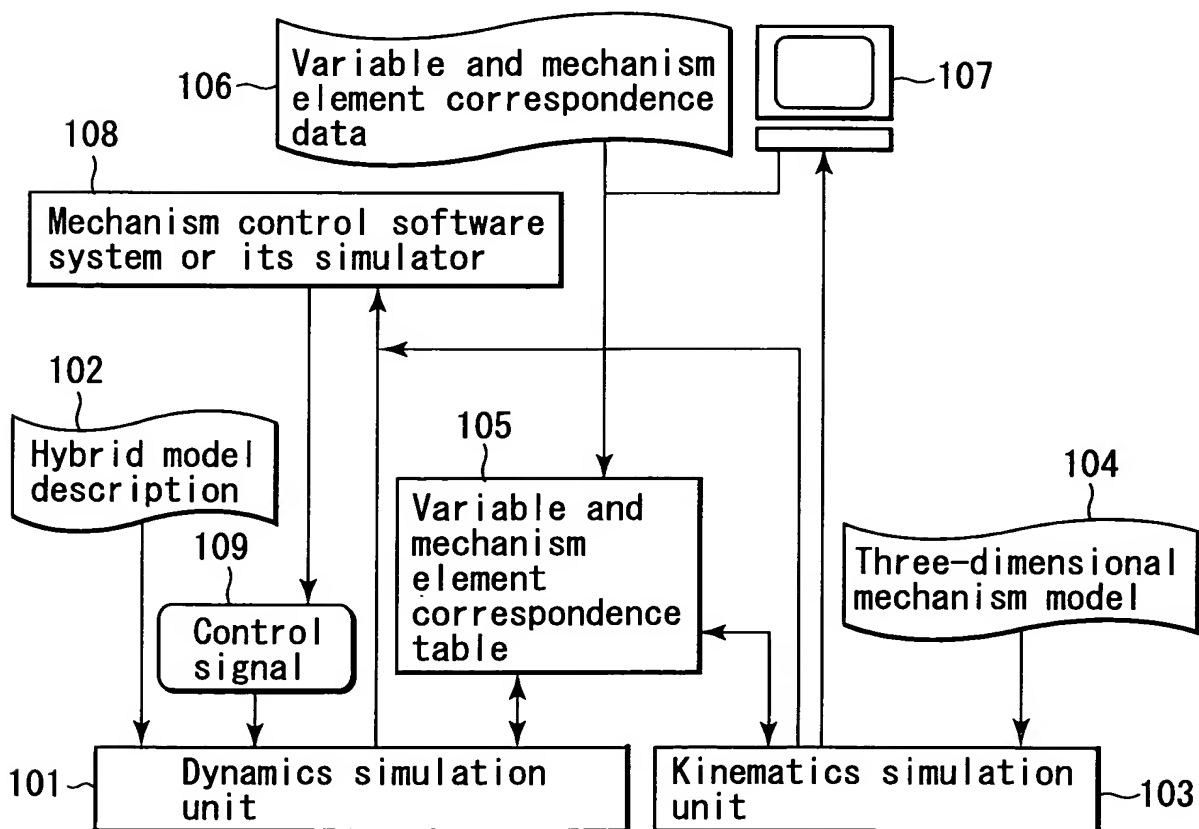 106
Variable and mechanism
element correspondence
data
107
108
Mechanism control software
system or its simulator
102
Hybrid model
description
105
Variable and
mechanism
element
correspondence
table
104
Three-dimensional
mechanism model
109
Control
signal
101
Dynamics simulation
unit
Kinematics simulation
unit
103